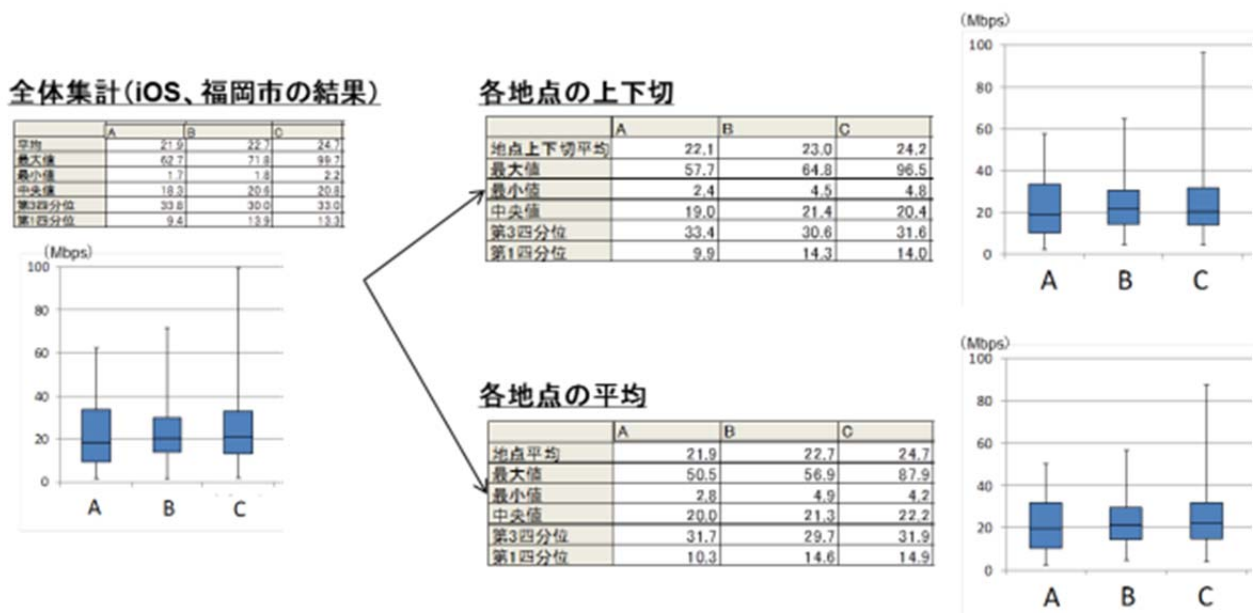 全体集計(iOS、福岡市の結果)
A B C
平均 21.9 22.7 24.7
最大値 62.7 71.8 99.7
最小値 1.7 1.8 2.2
中央値 18.3 20.6 20.8
第3四分位 33.8 30.0 33.0
第1四分位 9.4 13.9 13.3
(Mbps)
100
80
60
40
20
0
A B C
各地点の上下切
A B C
地点上下切平均 22.1 23.0 24.2
最大値 57.7 64.8 96.5
最小値 2.4 4.5 4.8
中央値 19.0 21.4 20.4
第3四分位 33.4 30.6 31.6
第1四分位 9.9 14.3 14.0
(Mbps)
100
80
60
40
20
0
A B C
各地点の平均
A B C
地点平均 21.9 22.7 24.7
最大値 50.5 56.9 87.9
最小値 2.8 4.9 4.2
中央値 20.0 21.3 22.2
第3四分位 31.7 29.7 31.9
第1四分位 10.3 14.6 14.9
(Mbps)
100
80
60
40
20
0
A B C